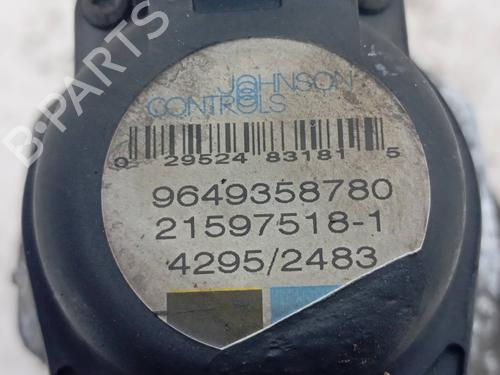 JOHNSON
CONTROLS
0 29524 83181 5
9649358780
21597518-1
4295/2483
B-PARTS